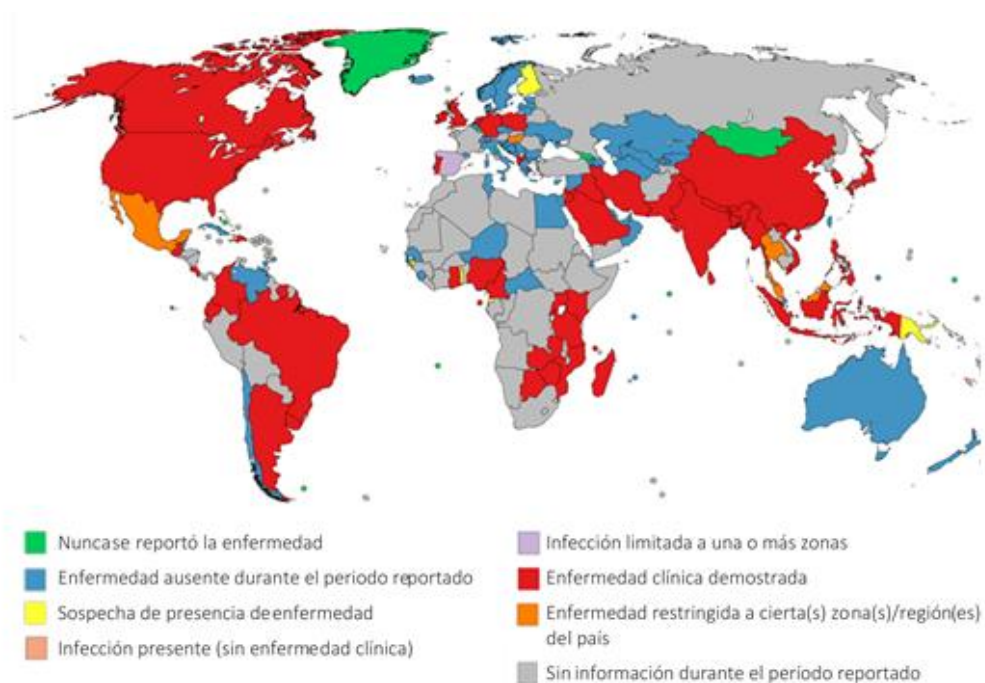 Nuncase reportó la enfermedad
Enfermedad ausente durante el periodo reportado
Sospecha de presencia de enfermedad
Infección presente (sin enfermedad clínica)
Infección limitada a una o más zonas
Enfermedad clínica demostrada
Enfermedad restringida a cierta(s) zona(s)/región(es)
del país
Sin información durante el período reportado